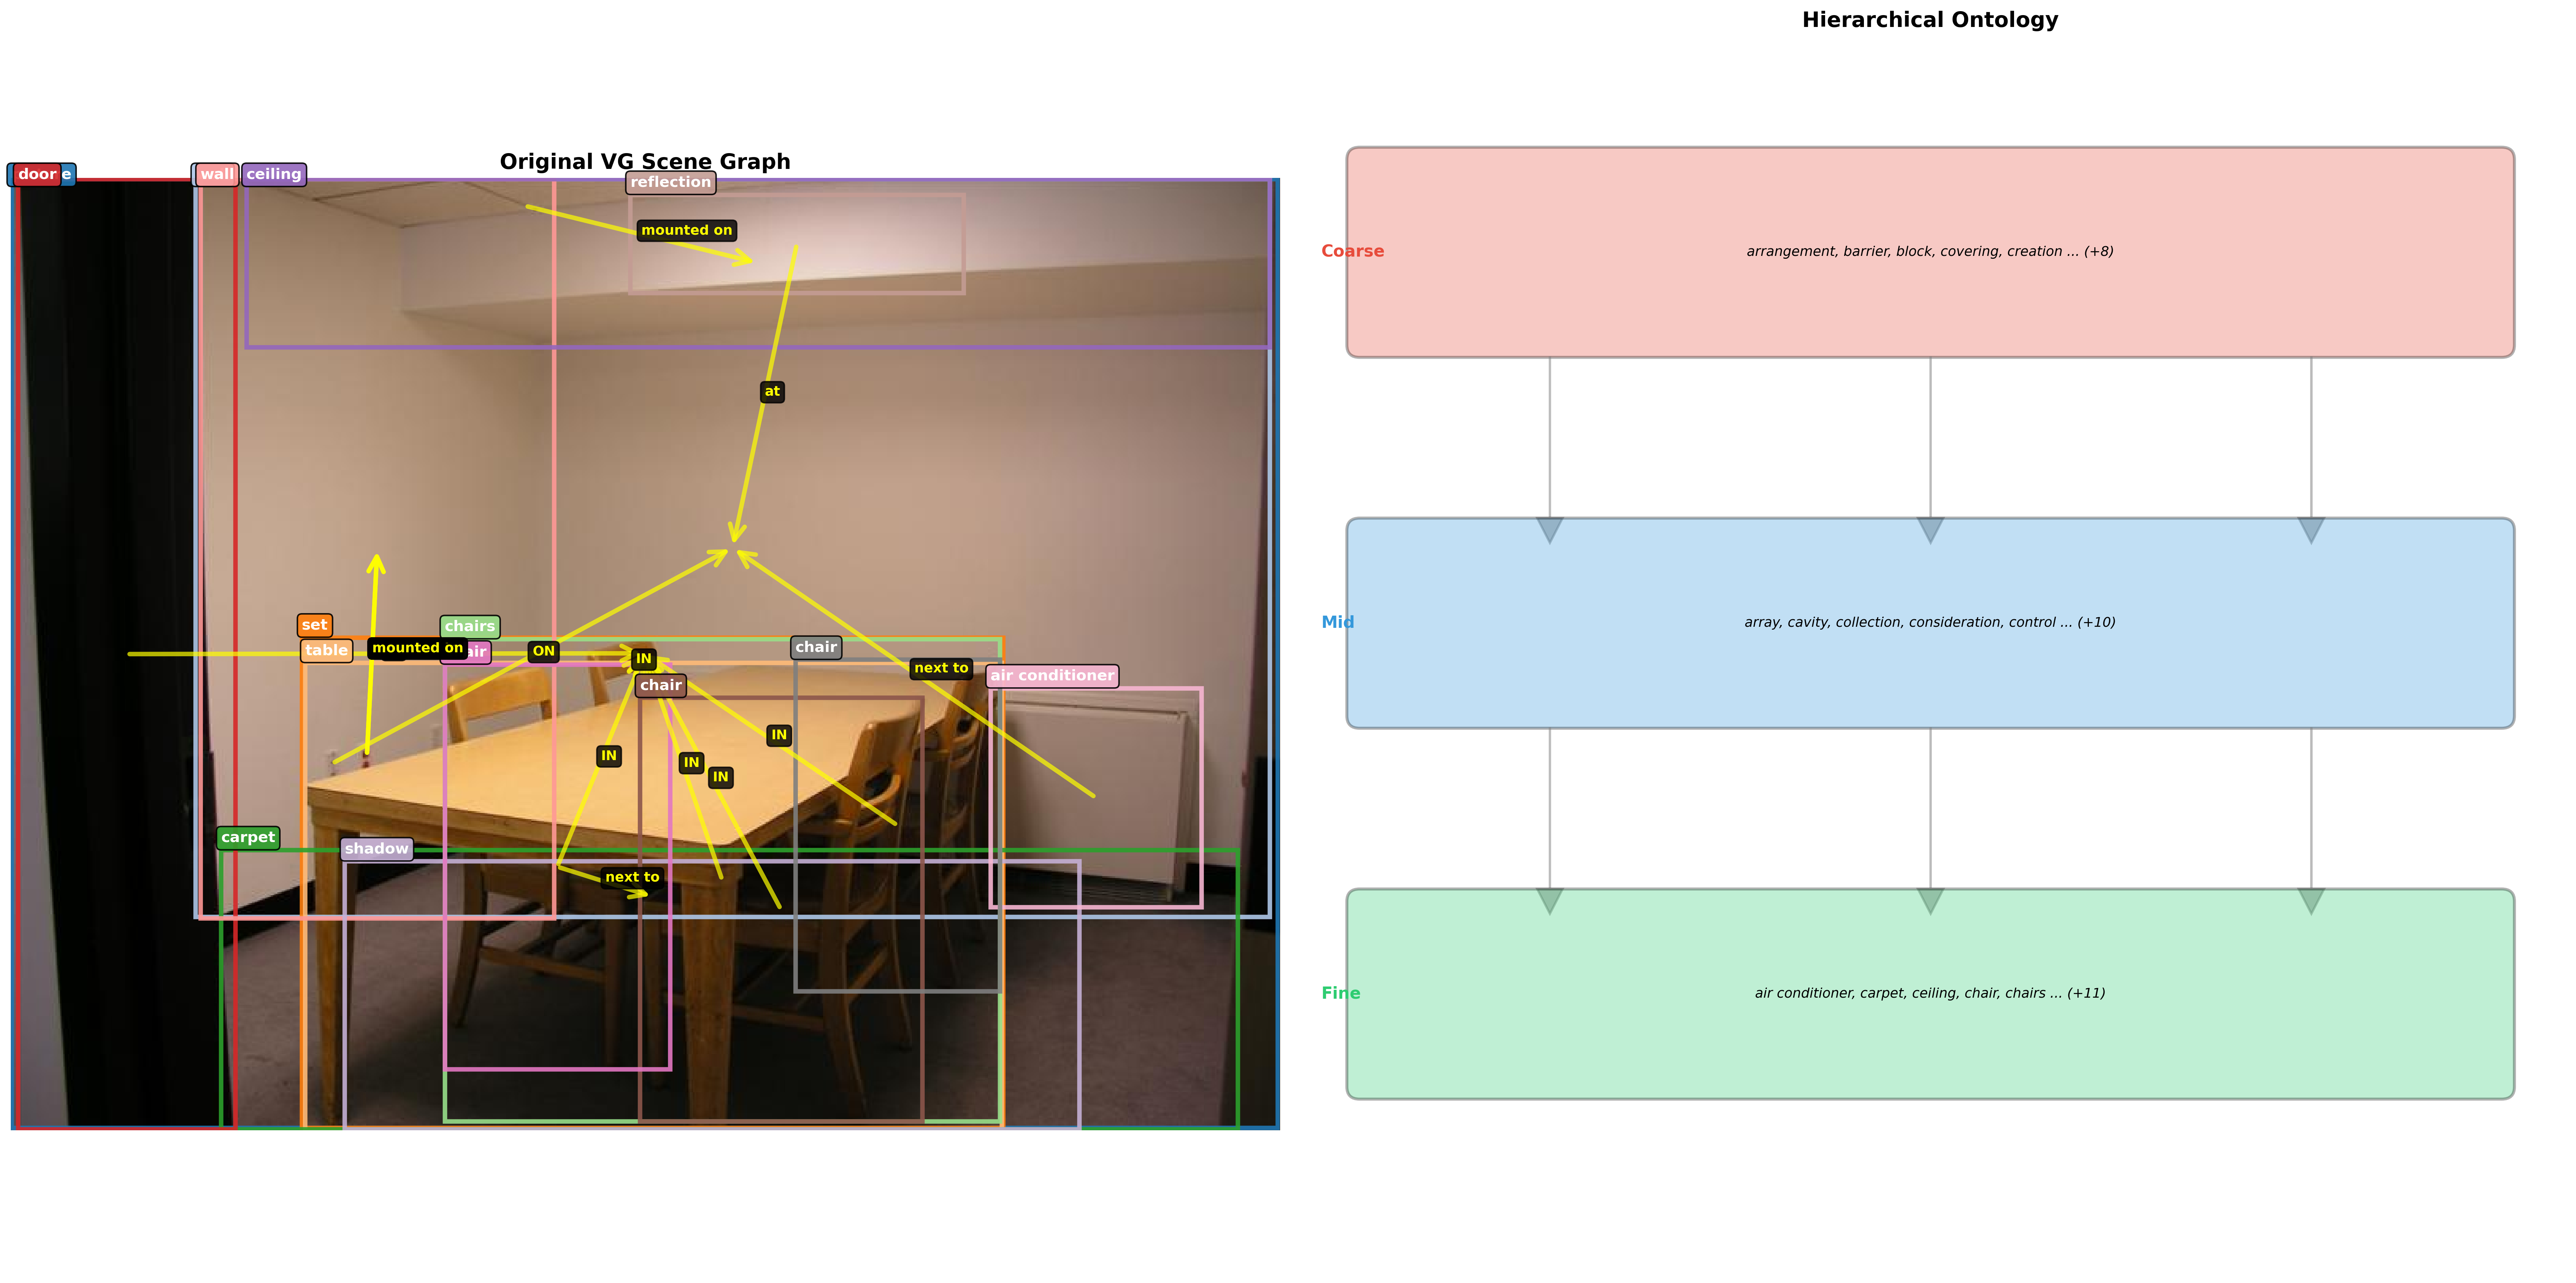 Hierarchical Ontology
Original VG Scene Graph
door
e
wall
ceiling
reflection
mounted on
at
set
chairs
table
mounted on
air
ON
IN
chair
chair
next to
air conditioner
IN
IN
IN
IN
carpet
shadow
next to
Coarse
arrangement, barrier, block, covering, creation ... (+8)
Mid
array, cavity, collection, consideration, control ... (+10)
Fine
air conditioner, carpet, ceiling, chair, chairs ... (+11)